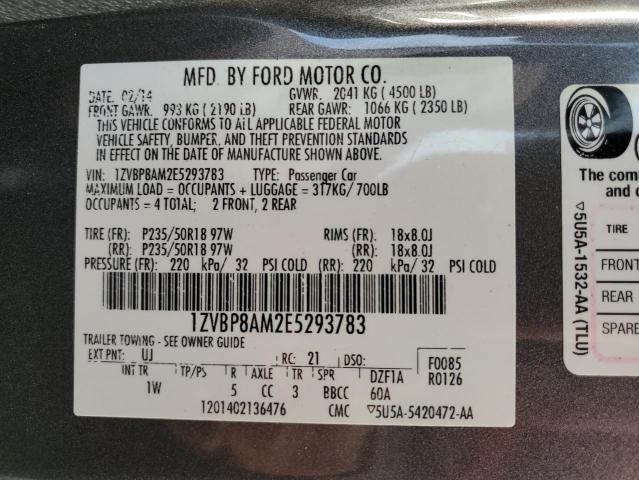 MFD. BY FORD MOTOR CO.
DATE: 02/14 GVWR: 2041 KG ( 4500 LB)
FRONT GAWR: 993 KG ( 2190 LB) REAR GAWR: 1066 KG ( 2350 LB)
THIS VEHICLE CONFORMS TO ALL APPLICABLE FEDERAL MOTOR
VEHICLE SAFETY, BUMPER, AND THEFT PREVENTION STANDARDS
IN EFFECT ON THE DATE OF MANUFACTURE SHOWN ABOVE.
VIN: 1ZVBP8AM2E5293783 TYPE: Passenger Car
MAXIMUM LOAD = OCCUPANTS + LUGGAGE = 317KG/ 700LB
OCCUPANTS = 4 TOTAL; 2 FRONT, 2 REAR
TIRE (FR): P235/50R18 97W RIMS (FR): 18x8.0J
(RR): P235/50R18 97W (RR): 18x8.0J
PRESSURE (FR): 220 kPa/ 32 PSI COLD (RR): 220 kPa/ 32 PSI COLD
1ZVBP8AM2E5293783
TRAILER TOWING - SEE OWNER GUIDE
EXT PNT: UJ RC: 21 DSO: F0085
INT TR TP/PS R AXLE TR SPR DZF1A R0126
1W 5 CC 3 BBCC 60A
1201402136476 CMC ▽5U5A-5420472-AA
The com
TIRE
FRONT
REAR
SPARE
▽5U5A-1532-AA (TLU)